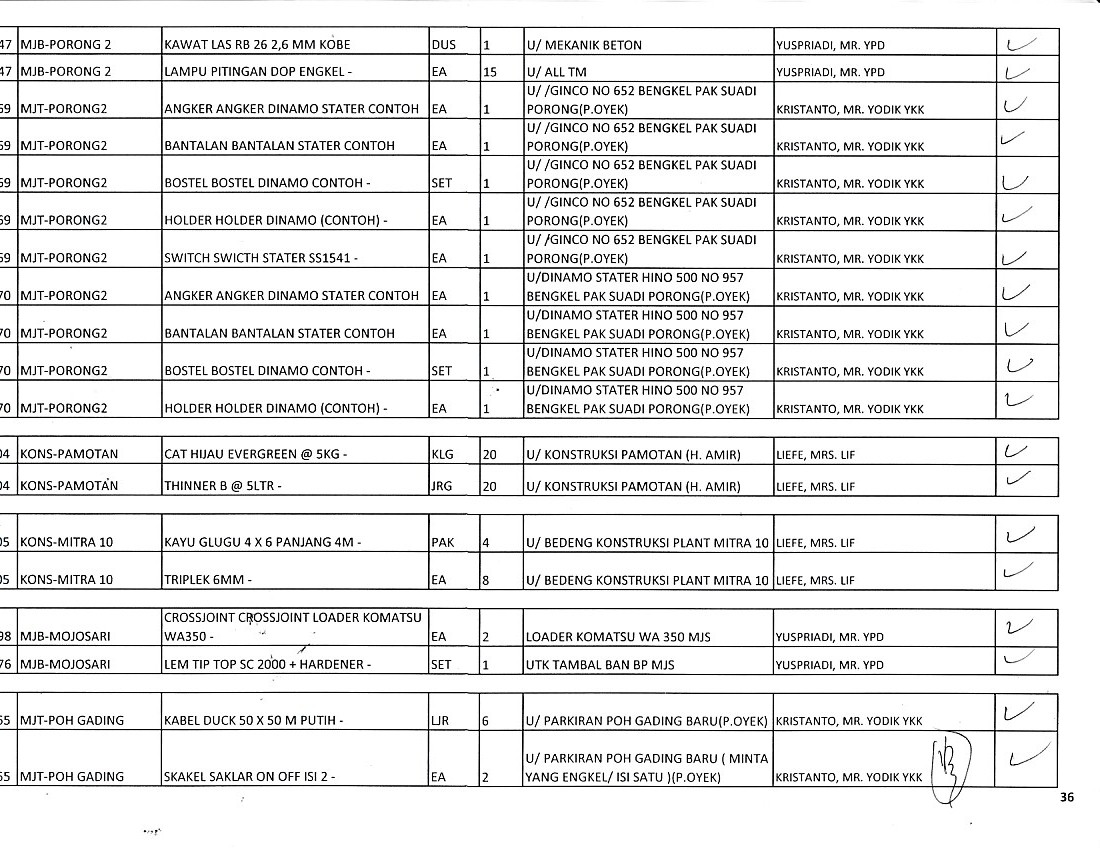 47 MJB-PORONG 2 KAWAT LAS RB 26 2,6 MM KOBE DUS 1 U/ MEKANIK BETON YUSPRIADI, MR. YPD
47 MJB-PORONG 2 LAMPU PITINGAN DOP ENGKEL - EA 15 U/ ALL TM YUSPRIADI, MR. YPD
U/ /GINCO NO 652 BENGKEL PAK SUADI
69 MJT-PORONG2 ANGKER ANGKER DINAMO STATER CONTOH EA 1 PORONG(P.OYEK) KRISTANTO, MR. YODIK YKK
U/ /GINCO NO 652 BENGKEL PAK SUADI
69 MJT-PORONG2 BANTALAN BANTALAN STATER CONTOH EA 1 PORONG(P.OYEK) KRISTANTO, MR. YODIK YKK
U/ /GINCO NO 652 BENGKEL PAK SUADI
69 MJT-PORONG2 BOSTEL BOSTEL DINAMO CONTOH - SET 1 PORONG(P.OYEK) KRISTANTO, MR. YODIK YKK
U/ /GINCO NO 652 BENGKEL PAK SUADI
69 MJT-PORONG2 HOLDER HOLDER DINAMO (CONTOH) - EA 1 PORONG(P.OYEK) KRISTANTO, MR. YODIK YKK
U/ /GINCO NO 652 BENGKEL PAK SUADI
69 MJT-PORONG2 SWITCH SWICTH STATER SS1541 - EA 1 PORONG(P.OYEK) KRISTANTO, MR. YODIK YKK
U/DINAMO STATER HINO 500 NO 957
70 MJT-PORONG2 ANGKER ANGKER DINAMO STATER CONTOH EA 1 BENGKEL PAK SUADI PORONG(P.OYEK) KRISTANTO, MR. YODIK YKK
U/DINAMO STATER HINO 500 NO 957
70 MJT-PORONG2 BANTALAN BANTALAN STATER CONTOH EA 1 BENGKEL PAK SUADI PORONG(P.OYEK) KRISTANTO, MR. YODIK YKK
U/DINAMO STATER HINO 500 NO 957
70 MJT-PORONG2 BOSTEL BOSTEL DINAMO CONTOH - SET 1 BENGKEL PAK SUADI PORONG(P.OYEK) KRISTANTO, MR. YODIK YKK
U/DINAMO STATER HINO 500 NO 957
70 MJT-PORONG2 HOLDER HOLDER DINAMO (CONTOH) - EA 1 BENGKEL PAK SUADI PORONG(P.OYEK) KRISTANTO, MR. YODIK YKK
04 KONS-PAMOTAN CAT HIJAU EVERGREEN @ 5KG - KLG 20 U/ KONSTRUKSI PAMOTAN (H. AMIR) LIEFE, MRS. LIF
04 KONS-PAMOTAN THINNER B @ 5LTR - JRG 20 U/ KONSTRUKSI PAMOTAN (H. AMIR) LIEFE, MRS. LIF
05 KONS-MITRA 10 KAYU GLUGU 4 X 6 PANJANG 4M - PAK 4 U/ BEDENG KONSTRUKSI PLANT MITRA 10 LIEFE, MRS. LIF
05 KONS-MITRA 10 TRIPLEK 6MM - EA 8 U/ BEDENG KONSTRUKSI PLANT MITRA 10 LIEFE, MRS. LIF
CROSSJOINT CROSSJOINT LOADER KOMATSU
98 MJB-MOJOSARI WA350 - EA 2 LOADER KOMATSU WA 350 MJS YUSPRIADI, MR. YPD
76 MJB-MOJOSARI LEM TIP TOP SC 2000 + HARDENER - SET 1 UTK TAMBAL BAN BP MJS YUSPRIADI, MR. YPD
55 MJT-POH GADING KABEL DUCK 50 X 50 M PUTIH - LJR 6 U/ PARKIRAN POH GADING BARU(P.OYEK) KRISTANTO, MR. YODIK YKK
U/ PARKIRAN POH GADING BARU ( MINTA
55 MJT-POH GADING SKAKEL SAKLAR ON OFF ISI 2 - EA 2 YANG ENGKEL/ ISI SATU )(P.OYEK) KRISTANTO, MR. YODIK YKK
36